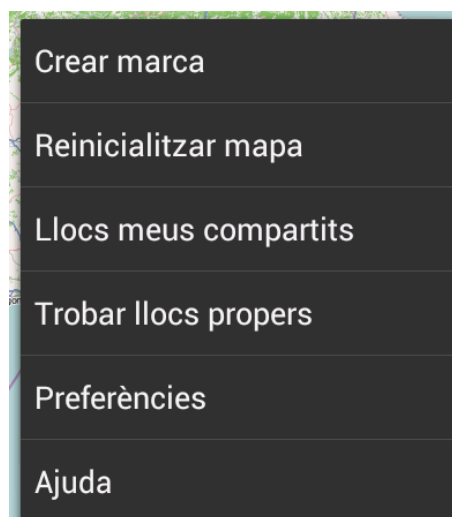 Crear marca
Reinicialitzar mapa
Llocs meus compartits
Trobar llocs propers
Preferències
Ajuda